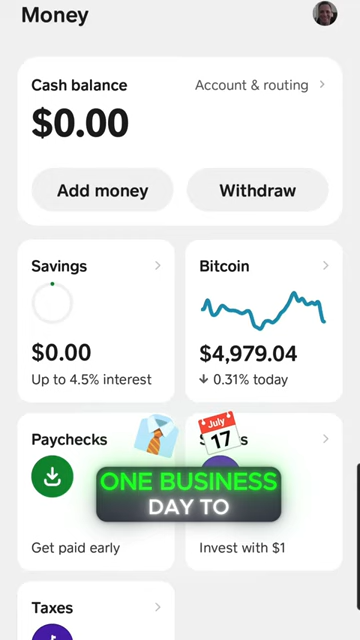 Money
Cash balance
Account & routing
$0.00
Add money
Withdraw
Savings
Bitcoin
$0.00
Up to 4.5% interest
$4,979.04
0.31% today
Paychecks
July
17
ONE BUSINESS
DAY TO
Get paid early
Invest with $1
Taxes